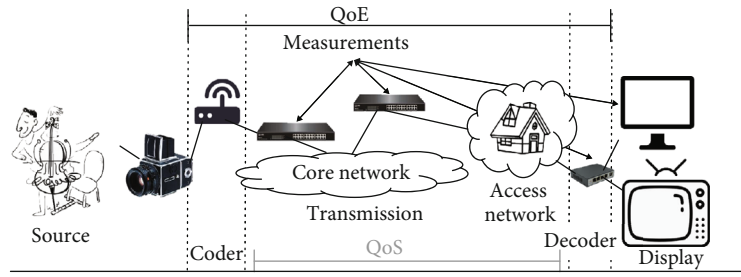 QoE
Measurements
Core network
Transmission
Access
network
Source
Coder
QoS
Decoder
Display